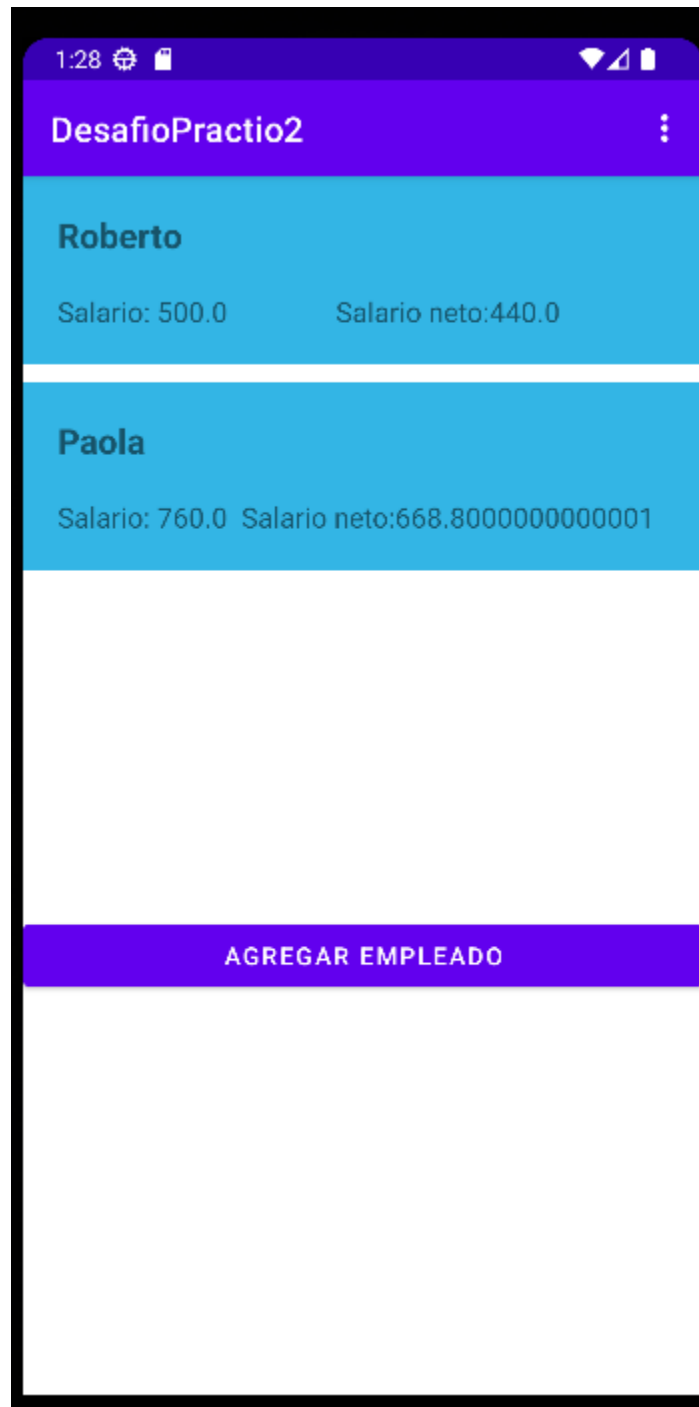 1:28
DesafioPractio2
Roberto
Salario: 500.0 Salario neto:440.0
Paola
Salario: 760.0 Salario neto:668.8000000000001
AGREGAR EMPLEADO